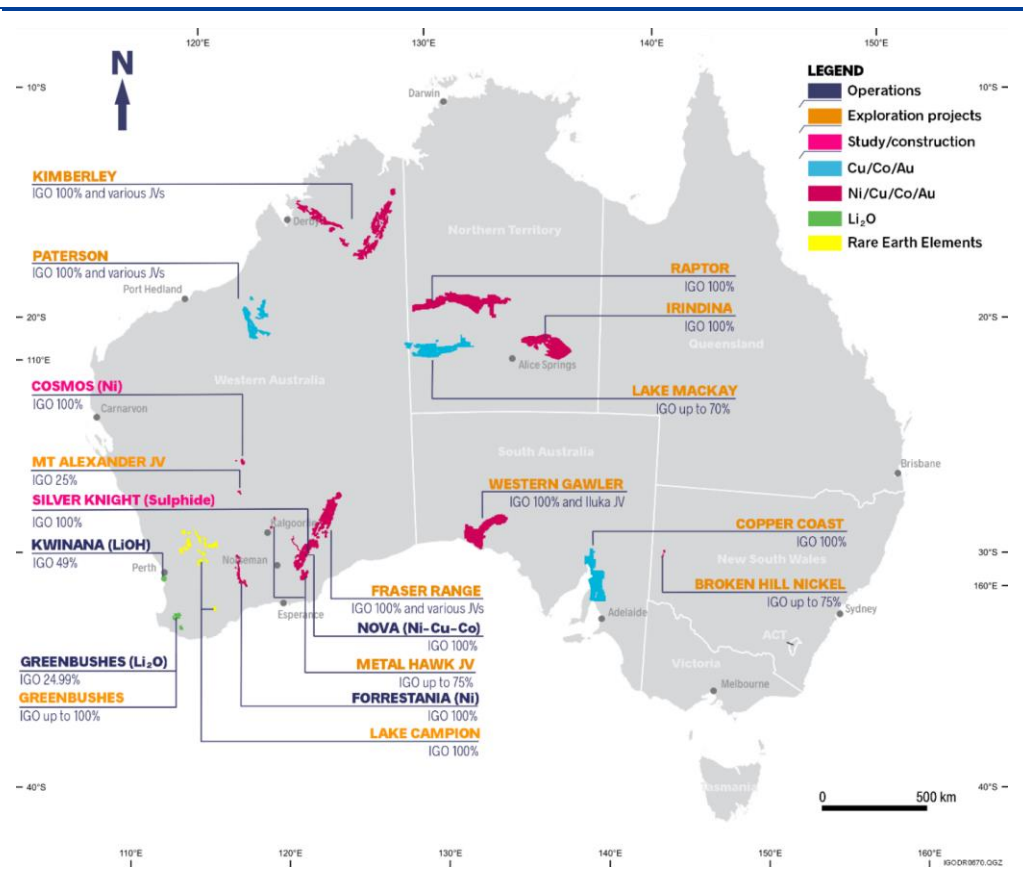 120°E
130°E
140°E
150°E
N
10°S
10°S
LEGEND
Operations
Exploration projects
Study/construction
Cu/Co/Au
Ni/Cu/Co/Au
Li₂O
Rare Earth Elements
Darwin
KIMBERLEY
IGO 100% and various JVs
Derby
Northern Territory
PATERSON
IGO 100% and various JVs
Port Hedland
RAPTOR
IGO 100%
IRINDINA
IGO 100%
20°S
20°S
Queensland
110°E
Alice Springs
Western Australia
COSMOS (Ni)
IGO 100%
LAKE MACKAY
IGO up to 70%
Carnarvon
South Australia
MT ALEXANDER JV
IGO 25%
Brisbane
WESTERN GAWLER
IGO 100% and Iluka JV
SILVER KNIGHT (Sulphide)
IGO 100%
Kalgoorlie
COPPER COAST
IGO 100%
KWINANA (LiOH)
IGO 49%
Perth
Norseman
30°S
New South Wales
160°E
BROKEN HILL NICKEL
IGO up to 75%
FRASER RANGE
IGO 100% and various JVs
Esperance
Adelaide
Sydney
NOVA (Ni-Cu-Co)
IGO 100%
ACT
GREENBUSHES (Li₂O)
IGO 24.99%
METAL HAWK JV
IGO up to 75%
Victoria
Melbourne
GREENBUSHES
IGO up to 100%
FORRESTANIA (Ni)
IGO 100%
LAKE CAMPION
IGO 100%
40°S
40°S
Tasmania
0 500 km
110°E
120°E
130°E
140°E
150°E
160°E
IGODR0670.QGZ